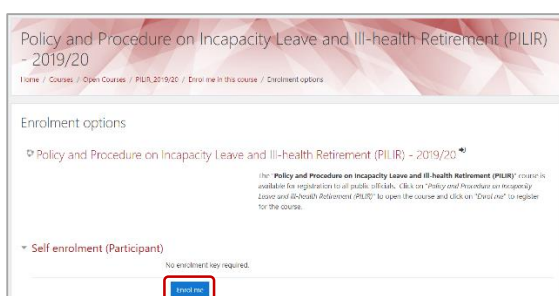 Policy and Procedure on Incapacity Leave and Ill-health Retirement (PILIR)
- 2019/20
Home / Courses / Open Courses / PILIR_2019/20 / Enrol me in this course / Enrolment options
Enrolment options
Policy and Procedure on Incapacity Leave and Ill-health Retirement (PILIR) - 2019/20
The "Policy and Procedure on Incapacity Leave and Ill-health Retirement (PILIR)" course is
available for registration to all public officials. Click on "Policy and Procedure on Incapacity
Leave and Ill-health Retirement (PILIR)" to open the course and click on "Enrol me" to register
for the course.
Self enrolment (Participant)
No enrolment key required.
Enrol me